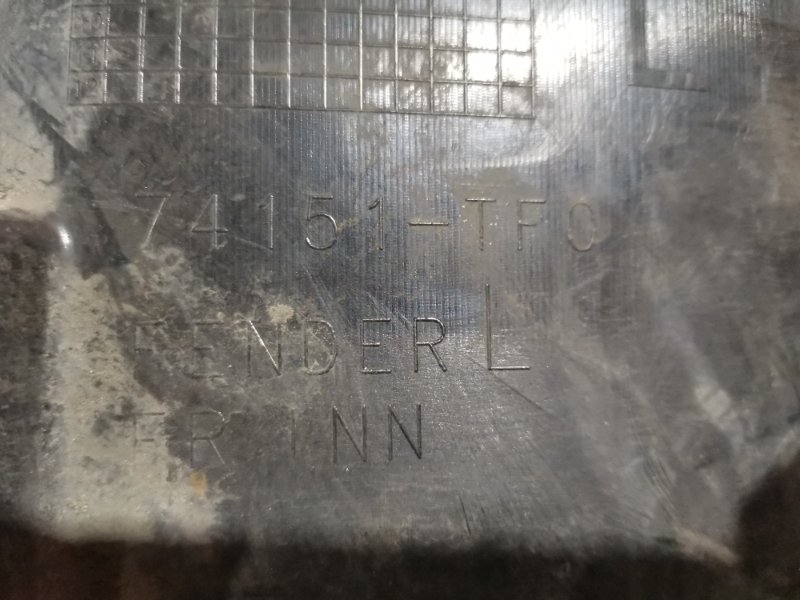 74151-TF0
FENDER L
FR INN